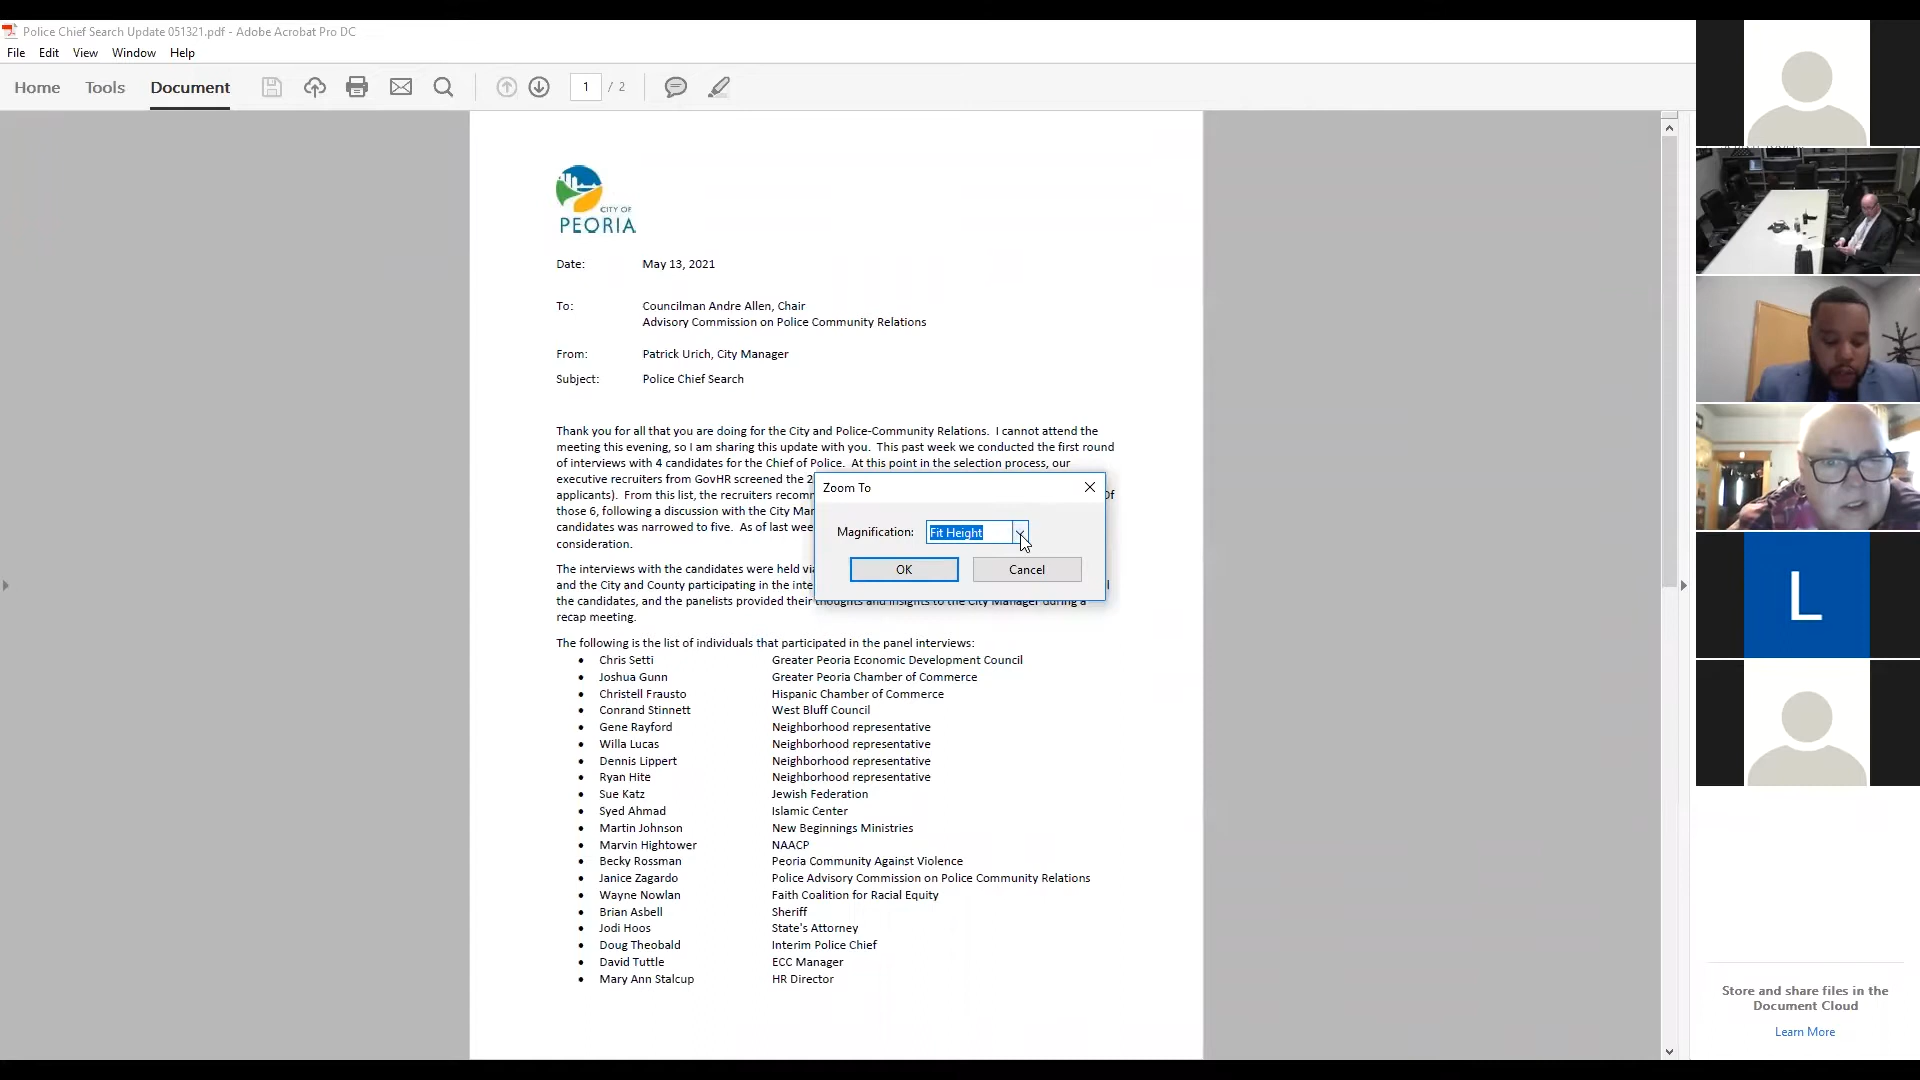 Police Chief Search Update 051321.pdf - Adobe Acrobat Pro DC
File Edit View Window Help
Home Tools Document 1 / 2
CITY OF
PEORIA
Date: May 13, 2021
To: Councilman Andre Allen, Chair
Advisory Commission on Police Community Relations
From: Patrick Urich, City Manager
Subject: Police Chief Search
Thank you for all that you are doing for the City and Police-Community Relations. I cannot attend the
meeting this evening, so I am sharing this update with you. This past week we conducted the first round
of interviews with 4 candidates for the Chief of Police. At this point in the selection process, our
executive recruiters from GovHR screened the 2
applicants). From this list, the recruiters recomm Of
those 6, following a discussion with the City Man
candidates was narrowed to five. As of last wee
consideration.
The interviews with the candidates were held via
and the City and County participating in the inte
the candidates, and the panelists provided their thoughts and insights to the City Manager during a
recap meeting.
Zoom To
Magnification: Fit Height
OK Cancel
The following is the list of individuals that participated in the panel interviews:
• Chris Setti Greater Peoria Economic Development Council
• Joshua Gunn Greater Peoria Chamber of Commerce
• Christell Frausto Hispanic Chamber of Commerce
• Conrand Stinnett West Bluff Council
• Gene Rayford Neighborhood representative
• Willa Lucas Neighborhood representative
• Dennis Lippert Neighborhood representative
• Ryan Hite Neighborhood representative
• Sue Katz Jewish Federation
• Syed Ahmad Islamic Center
• Martin Johnson New Beginnings Ministries
• Marvin Hightower NAACP
• Becky Rossman Peoria Community Against Violence
• Janice Zagardo Police Advisory Commission on Police Community Relations
• Wayne Nowlan Faith Coalition for Racial Equity
• Brian Asbell Sheriff
• Jodi Hoos State's Attorney
• Doug Theobald Interim Police Chief
• David Tuttle ECC Manager
• Mary Ann Stalcup HR Director
L
Store and share files in the
Document Cloud
Learn More